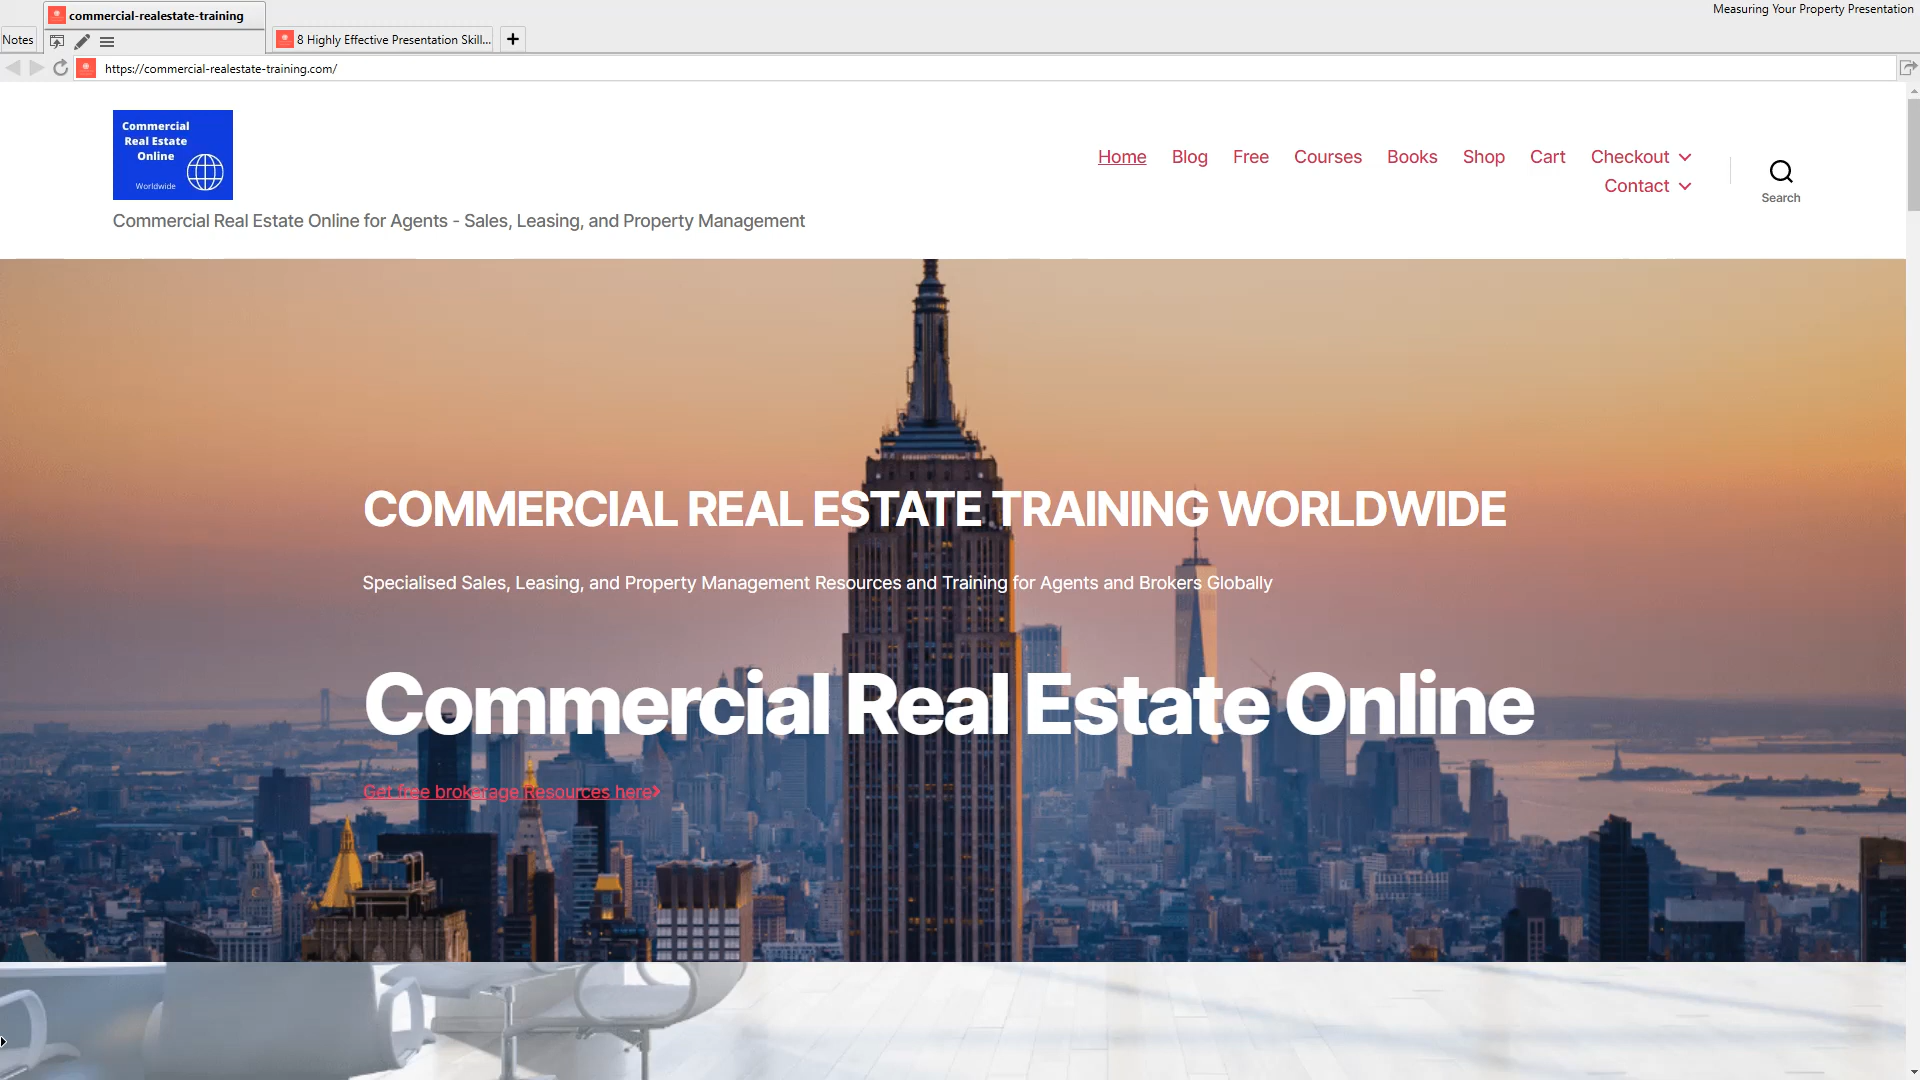 commercial-realestate-training
Measuring Your Property Presentation
Notes
8 Highly Effective Presentation Skill...
https://commercial-realestate-training.com/
Commercial
Real Estate
Online
Worldwide
Home Blog Free Courses Books Shop Cart Checkout
Contact
Search
Commercial Real Estate Online for Agents - Sales, Leasing, and Property Management
COMMERCIAL REAL ESTATE TRAINING WORLDWIDE
Specialised Sales, Leasing, and Property Management Resources and Training for Agents and Brokers Globally
Commercial Real Estate Online
Get free brokerage Resources here